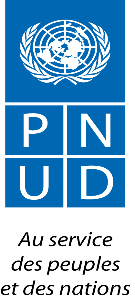 P N
U D
Au service
des peuples
et des nations